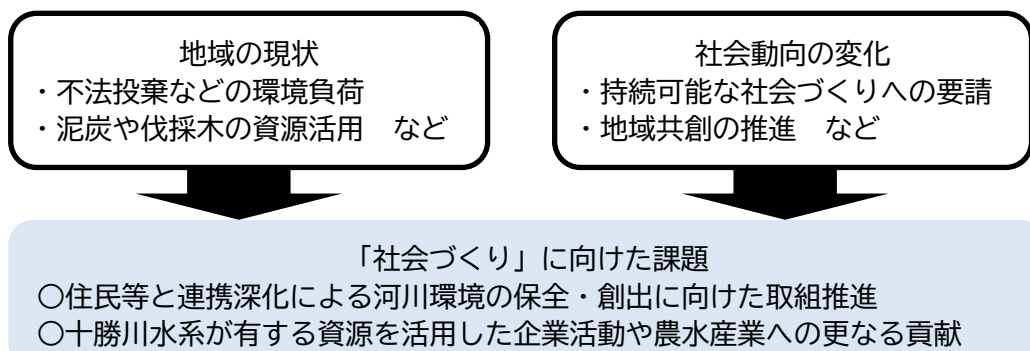 地域の現状
・不法投棄などの環境負荷
・泥炭や伐採木の資源活用　など
社会動向の変化
・持続可能な社会づくりへの要請
・地域共創の推進　など
「社会づくり」に向けた課題
〇住民等と連携深化による河川環境の保全・創出に向けた取組推進
〇十勝川水系が有する資源を活用した企業活動や農水産業への更なる貢献